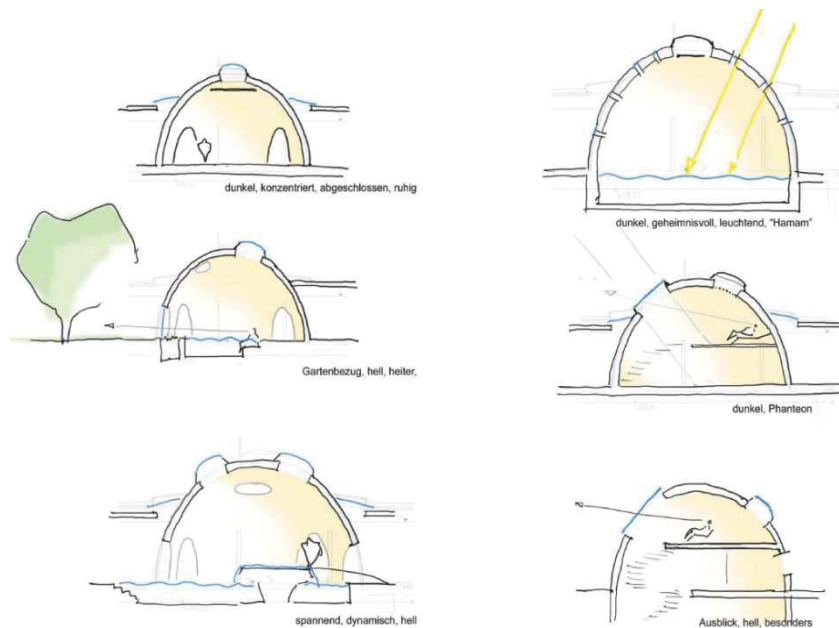 dunkel, konzentriert, abgeschlossen, ruhig
dunkel, geheimnisvoll, leuchtend, "Hamam"
Gartenbezug, hell, heiter,
dunkel, Phanteon
spannend, dynamisch, hell
Ausblick, hell, besonders